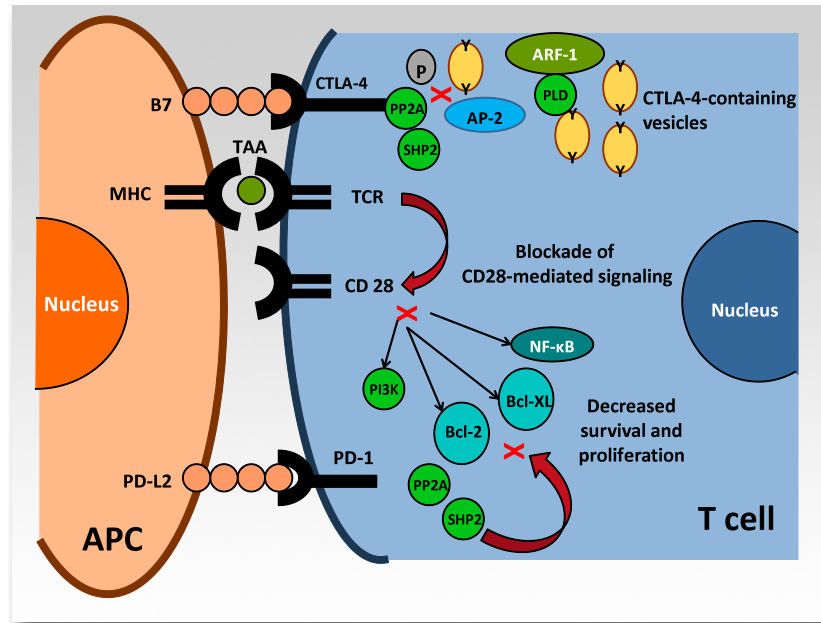 ARF-1
P
Y
Y
Y
Y
CTLA-4
PLD
CTLA-4-containing
vesicles
B7
PP2A
AP-2
Y
Y
Y
Y
SHP2
TAA
MHC
TCR
Blockade of
CD28-mediated signaling
CD 28
Nucleus
Nucleus
NF-κB
PI3K
Bcl-XL
Bcl-2
Decreased
survival and
proliferation
PD-1
PD-L2
PP2A
SHP2
APC
T cell